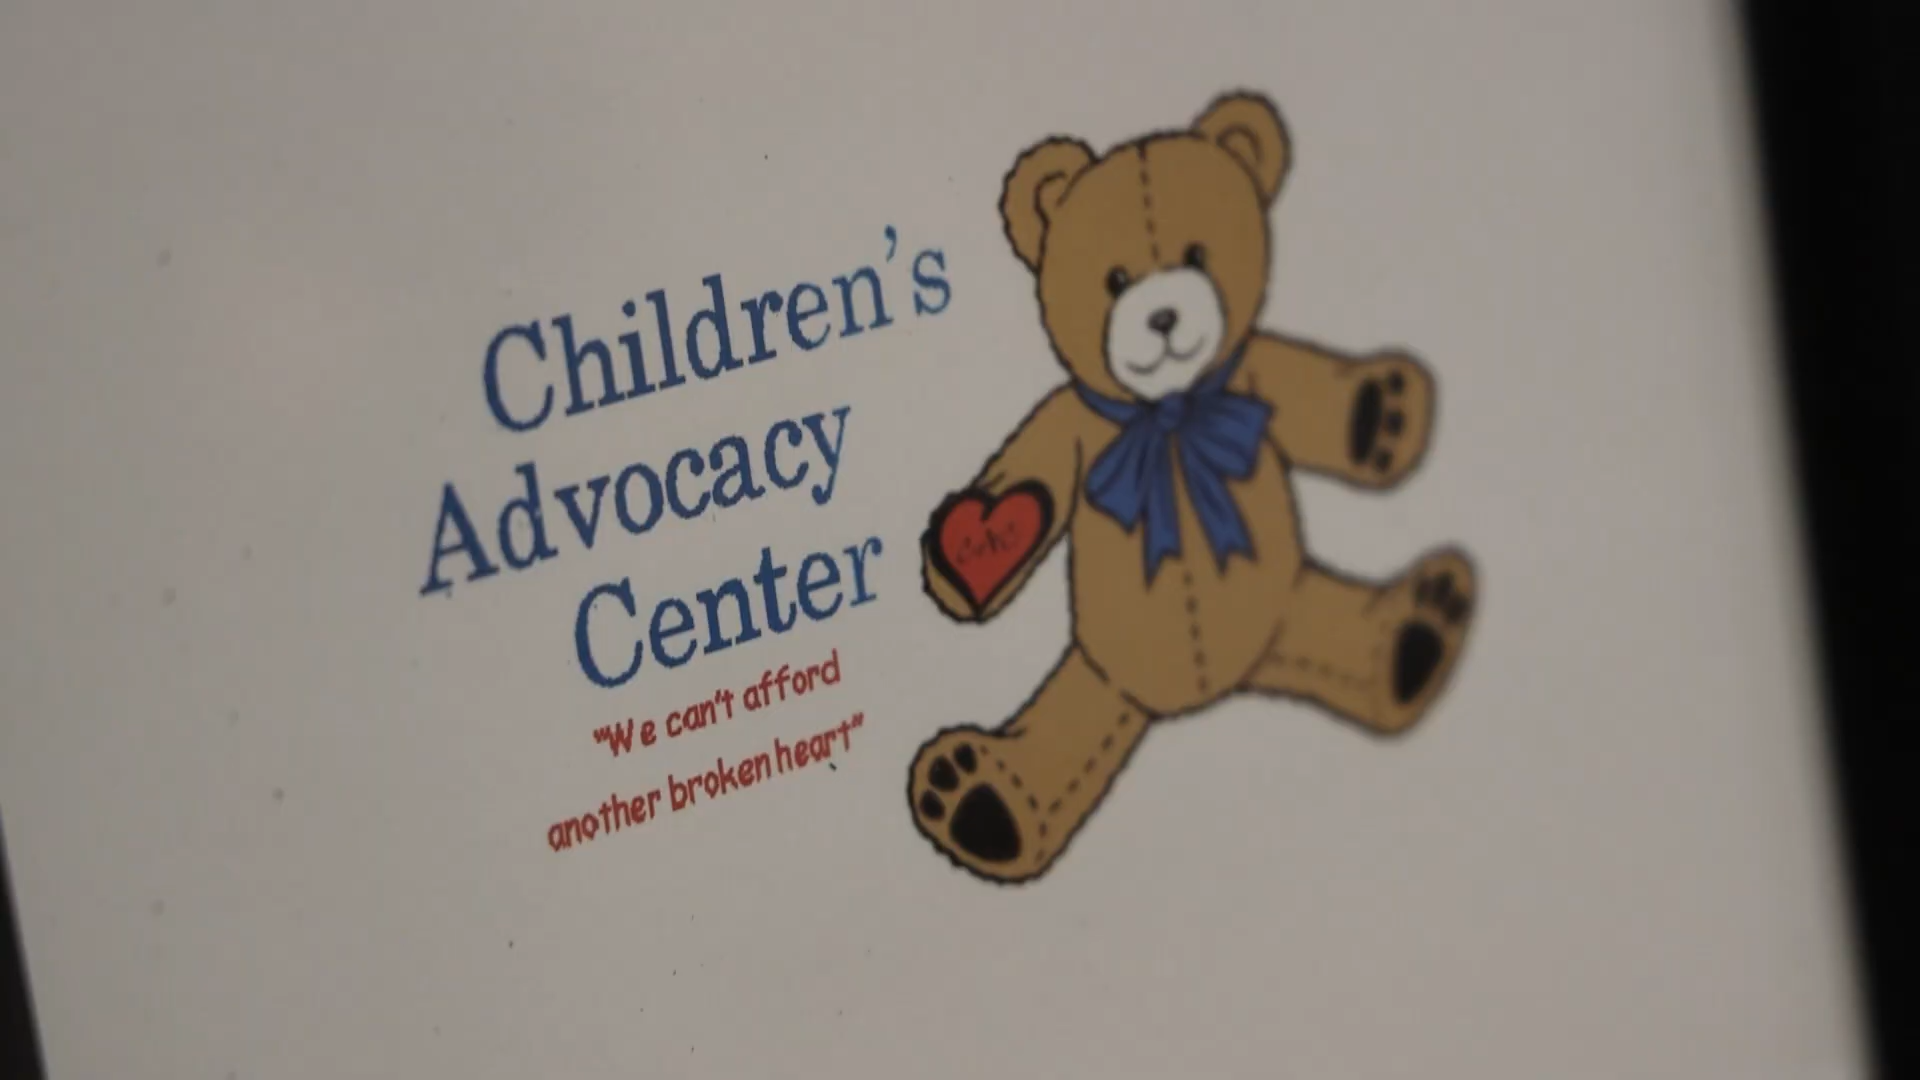 Children's
Advocacy
Center
"We can't afford
another broken heart"